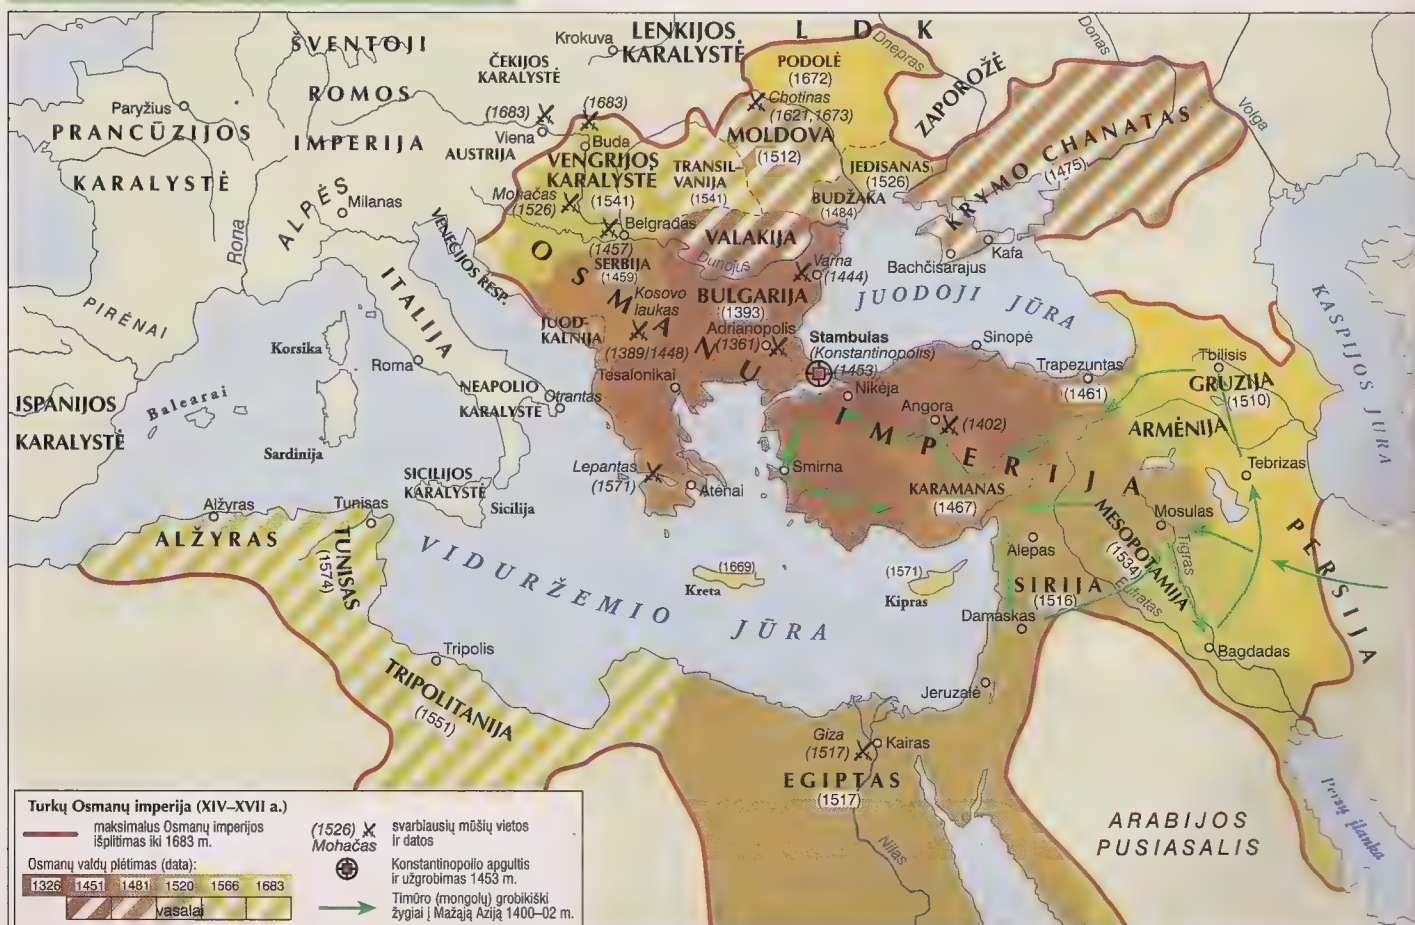 ŠVENTOJI
ROMOS
IMPERIJA
Krokuva
LENKIJOS
KARALYSTĖ
L D K
Dnepras
Donas
Volga
ČEKIJOS
KARALYSTĖ
PODOLĖ
(1672)
ZAPOROŽĖ
Paryžius
PRANCŪZIJOS
KARALYSTĖ
(1683)
Viena
(1683)
Buda
AUSTRIJA
Chotinas
(1621,1673)
MOLDOVA
(1512)
KRYMO CHANATAS
(1475)
VENGRIJOS
KARALYSTĖ
(1541)
TRANSIL-
VANIJA
(1541)
JEDISANAS
(1526)
BUDŽAKA
(1484)
Mohačas
(1526)
ALPĖS
Milanas
Rona
VENECIJOS RESP.
Belgradas
(1457)
SERBIJA
(1459)
VALAKIJA
Dunojus
Varna
(1444)
Bachčisarajus
Kafa
JUODOJI JŪRA
KASPIJOS JŪRA
PIRĖNAI
ITALIJA
OSMANŲ IMPERIJA
Kosovo
laukas
(1389/1448)
JUOD-
KALNIJA
BULGARIJA
(1393)
Adrianopolis
(1361)
Stambulas
(Konstantinopolis)
(1453)
Sinopė
Trapezuntas
(1461)
Tbilisis
GRUZIJA
(1510)
Korsika
Roma
NEAPOLIO
KARALYSTĖ
Otrantas
Tesalonikai
Nikėja
Angora
(1402)
ARMĖNIJA
ISPANIJOS
KARALYSTĖ
Balearai
Sardinija
SICILIJOS
KARALYSTĖ
Sicilija
Lepantas
(1571)
Atėnai
Smirna
KARAMANAS
(1467)
Tebrizas
PERSIJA
Alžyras
ALŽYRAS
Tunisas
TUNISAS
(1574)
VIDURŽEMIO JŪRA
(1669)
Kreta
(1571)
Kipras
Alepas
SIRIJA
(1516)
MESOPOTAMIJA
(1534)
Mosulas
Tigras
Eufratas
Damaskas
Bagdadas
Tripolis
TRIPOLITANIJA
(1551)
Jeruzalė
Giza
(1517)
Kairas
EGIPTAS
(1517)
Nilas
ARABIJOS
PUSIASALIS
Persų įlanka
Turkų Osmanų imperija (XIV–XVII a.)
maksimalus Osmanų imperijos
išplitimas iki 1683 m.
Osmanų valdų plėtimas (data):
1326 1451 1481 1520 1566 1683
vasalai
(1526)
Mohačas
svarbiausių mūšių vietos
ir datos
Konstantinopolio apgultis
ir užgrobimas 1453 m.
Timūro (mongolų) grobikiški
žygiai į Mažąją Aziją 1400–02 m.